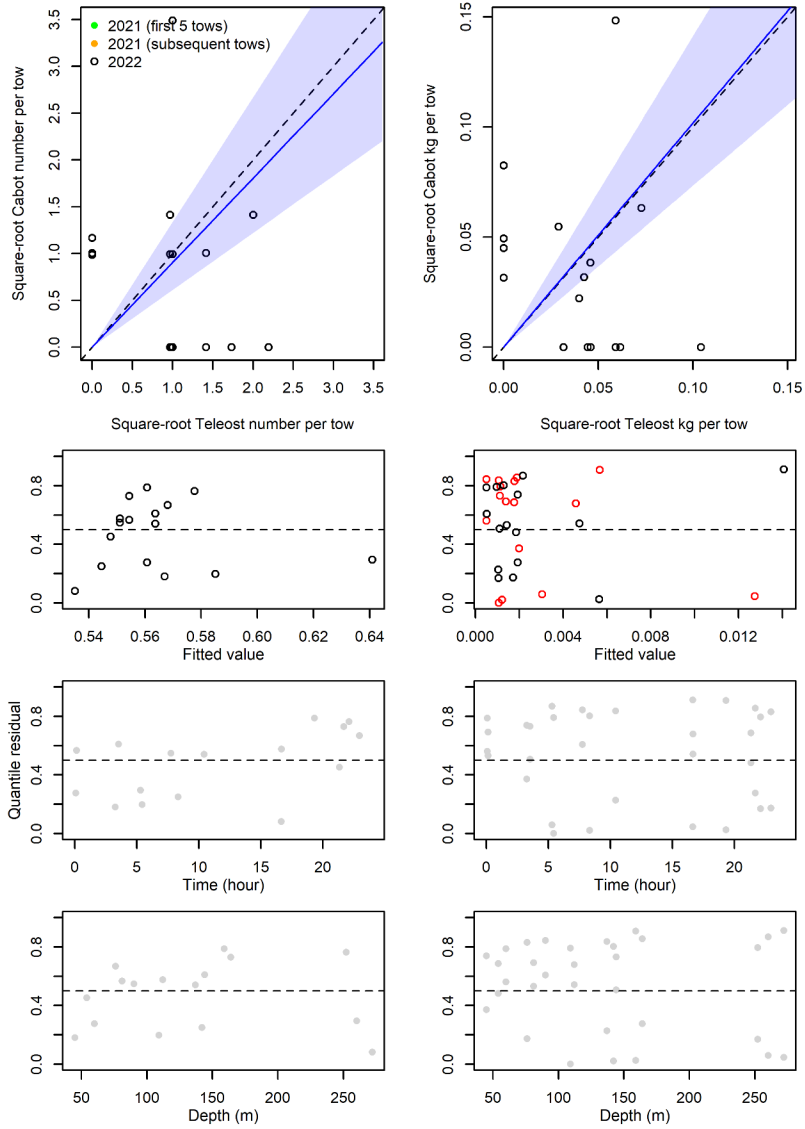 2021 (first 5 tows)
2021 (subsequent tows)
2022
Square-root Cabot number per tow
0.0 0.5 1.0 1.5 2.0 2.5 3.0 3.5
0.0 1.0 2.0 3.0 3.5
Square-root Teleost number per tow
Square-root Cabot kg per tow
0.00 0.05 0.10 0.15
0.00 0.05 0.10 0.15
Square-root Teleost kg per tow
0.0 0.4 0.8
0.54 0.56 0.58 0.60 0.62 0.64
Fitted value
0.0 0.4 0.8
0.000 0.004 0.008 0.012
Fitted value
Quantile residual
0.0 0.4 0.8
0 5 10 15 20
Time (hour)
0.0 0.4 0.8
0 5 10 15 20
Time (hour)
0.0 0.4 0.8
50 100 150 200 250
Depth (m)
0.0 0.4 0.8
50 100 150 200 250
Depth (m)